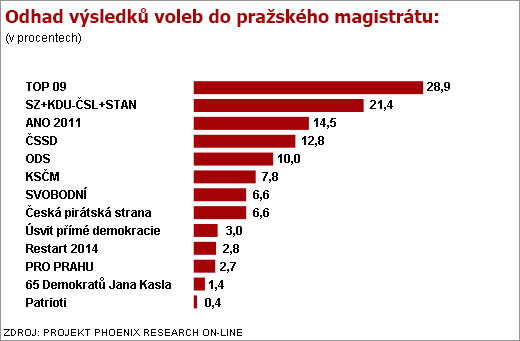 Odhad výsledků voleb do pražského magistrátu:
(v procentech)
TOP 09 28,9
SZ+KDU-ČSL+STAN 21,4
ANO 2011 14,5
ČSSD 12,8
ODS 10,0
KSČM 7,8
SVOBODNÍ 6,6
Česká pirátská strana 6,6
Úsvit přímé demokracie 3,0
Restart 2014 2,8
PRO PRAHU 2,7
65 Demokratů Jana Kasla 1,4
Patrioti 0,4
ZDROJ: PROJEKT PHOENIX RESEARCH ON-LINE